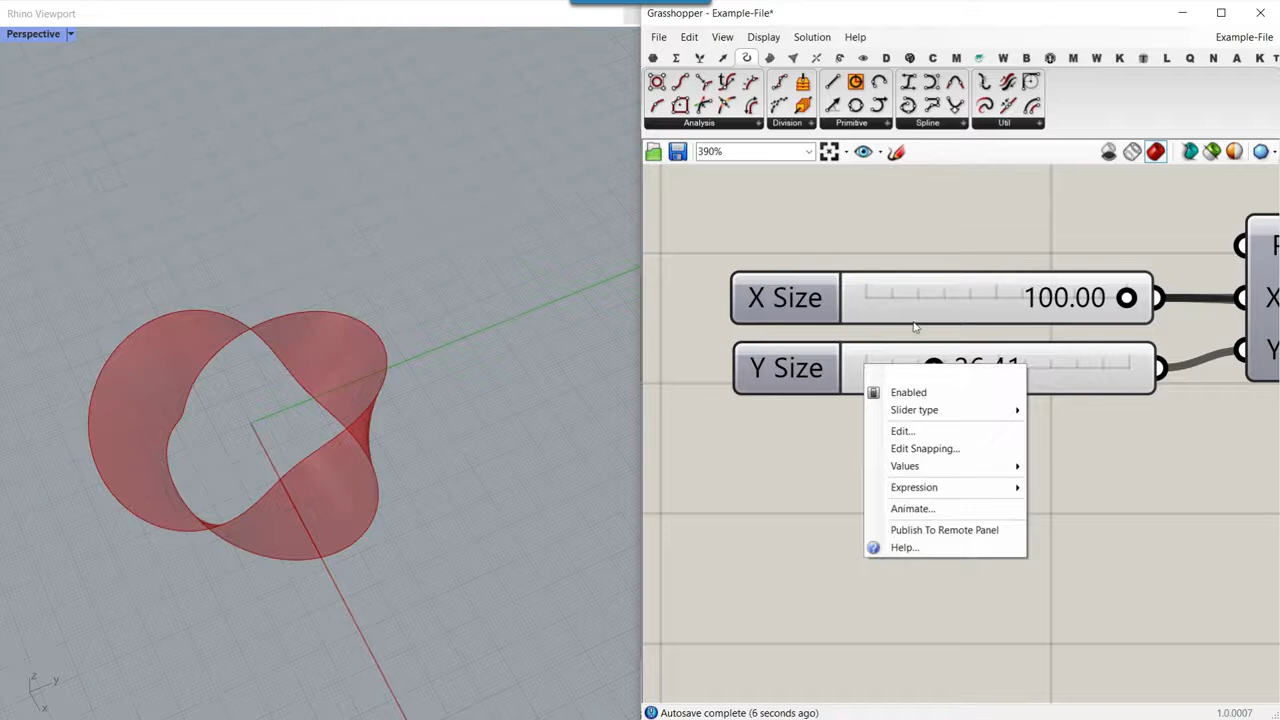 Rhino Viewport
Perspective
z
y
x
Grasshopper - Example-File*
File Edit View Display Solution Help Example-File
D C M W B M W K L Q N A K T
Analysis Division Primitive Spline Util
390%
X Size 100.00 X
Y Size Y
Enabled
Slider type
Edit...
Edit Snapping...
Values
Expression
Animate...
Publish To Remote Panel
Help...
Autosave complete (6 seconds ago) 1.0.0007